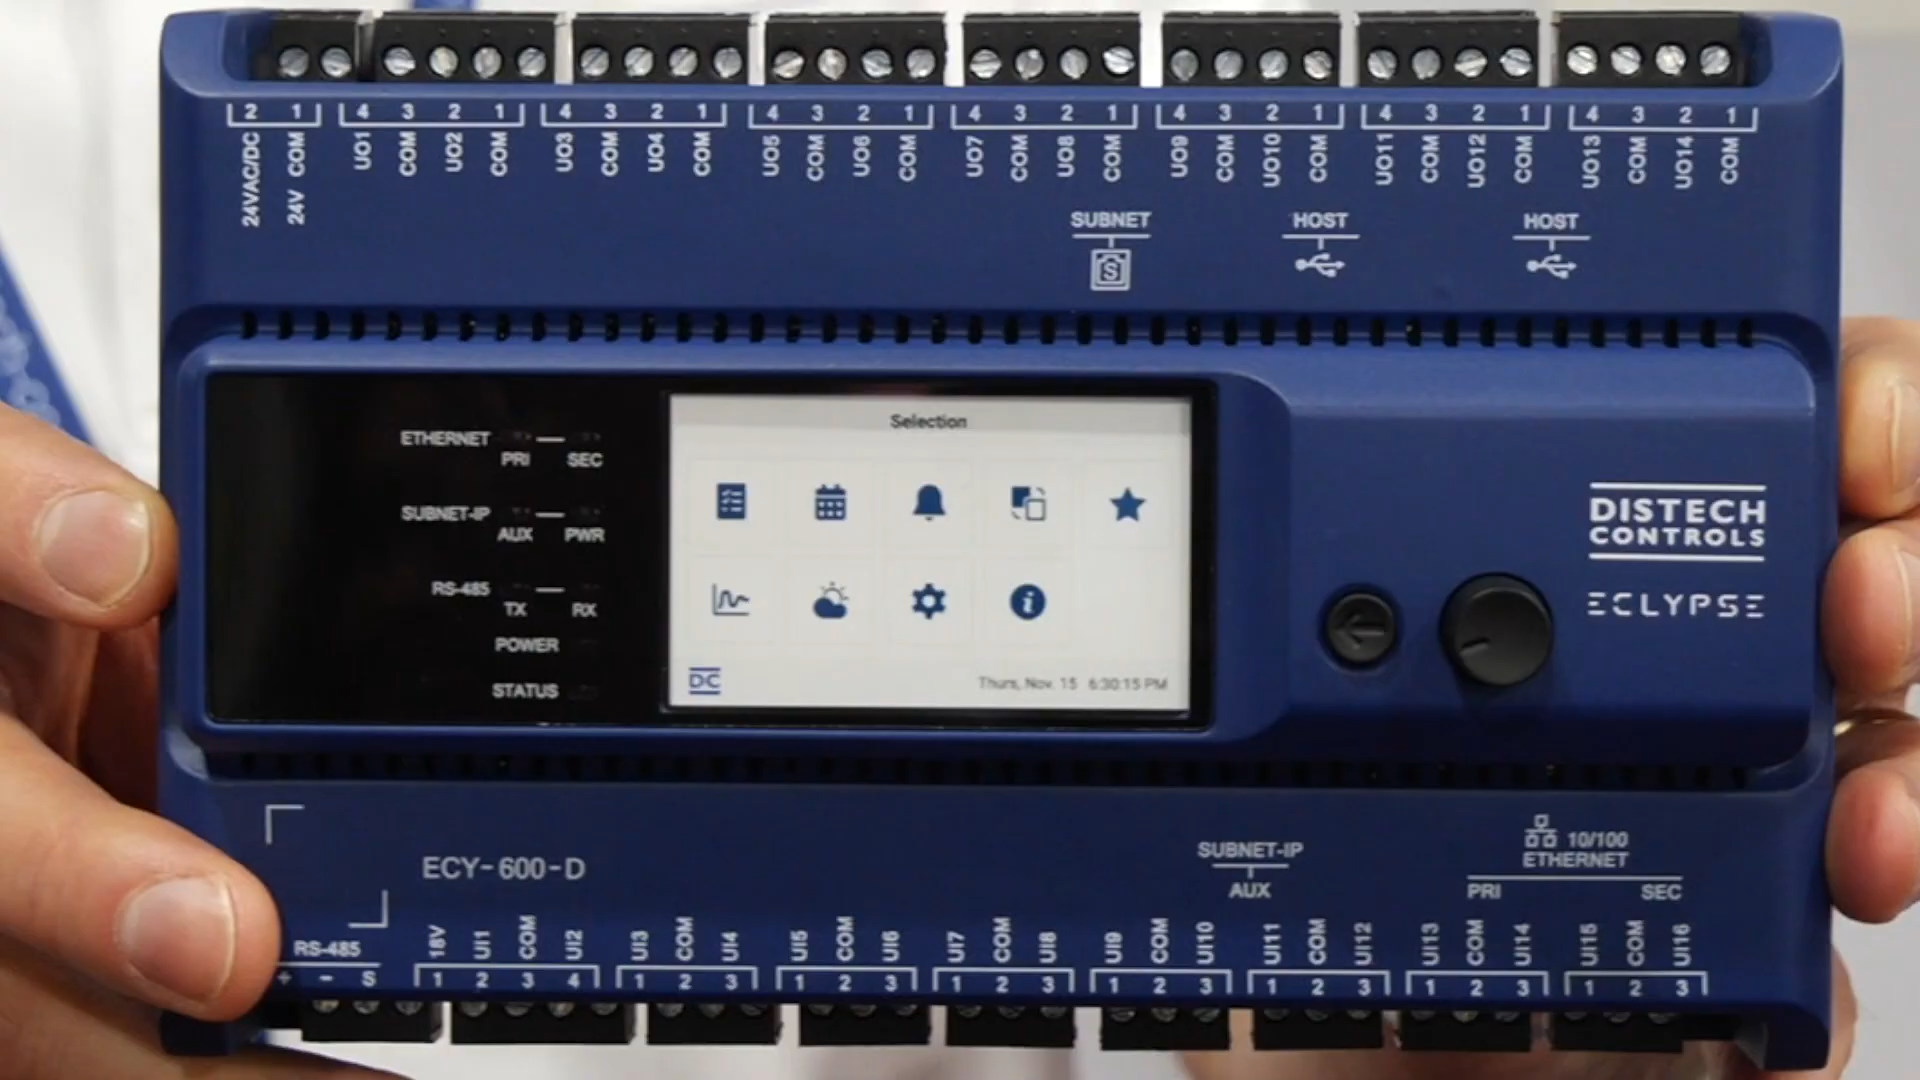 2 1 4 3 2 1 4 3 2 1 4 3 2 1 4 3 2 1 4 3 2 1 4 3 2 1 4 3 2 1
24VAC/DC 24V COM UO1 COM UO2 COM UO3 COM UO4 COM UO5 COM UO6 COM UO7 COM UO8 COM UO9 COM UO10 COM UO11 COM UO12 COM UO13 COM UO14 COM
SUBNET HOST HOST
S
Selection
ETHERNET
PRI SEC
SUBNET-IP
AUX PWR
RS-485
TX RX
POWER
STATUS
DC Thurs, Nov. 15 6:30:15 PM
DISTECH
CONTROLS
ECLYPSE
10/100
SUBNET-IP ETHERNET
AUX PRI SEC
ECY-600-D
RS-485 18V UI1 COM UI2 UI3 COM UI4 UI5 COM UI6 UI7 COM UI8 UI9 COM UI10 UI11 COM UI12 UI13 COM UI14 UI15 COM UI16
+ - S 1 2 3 4 1 2 3 1 2 3 1 2 3 1 2 3 1 2 3 1 2 3 1 2 3